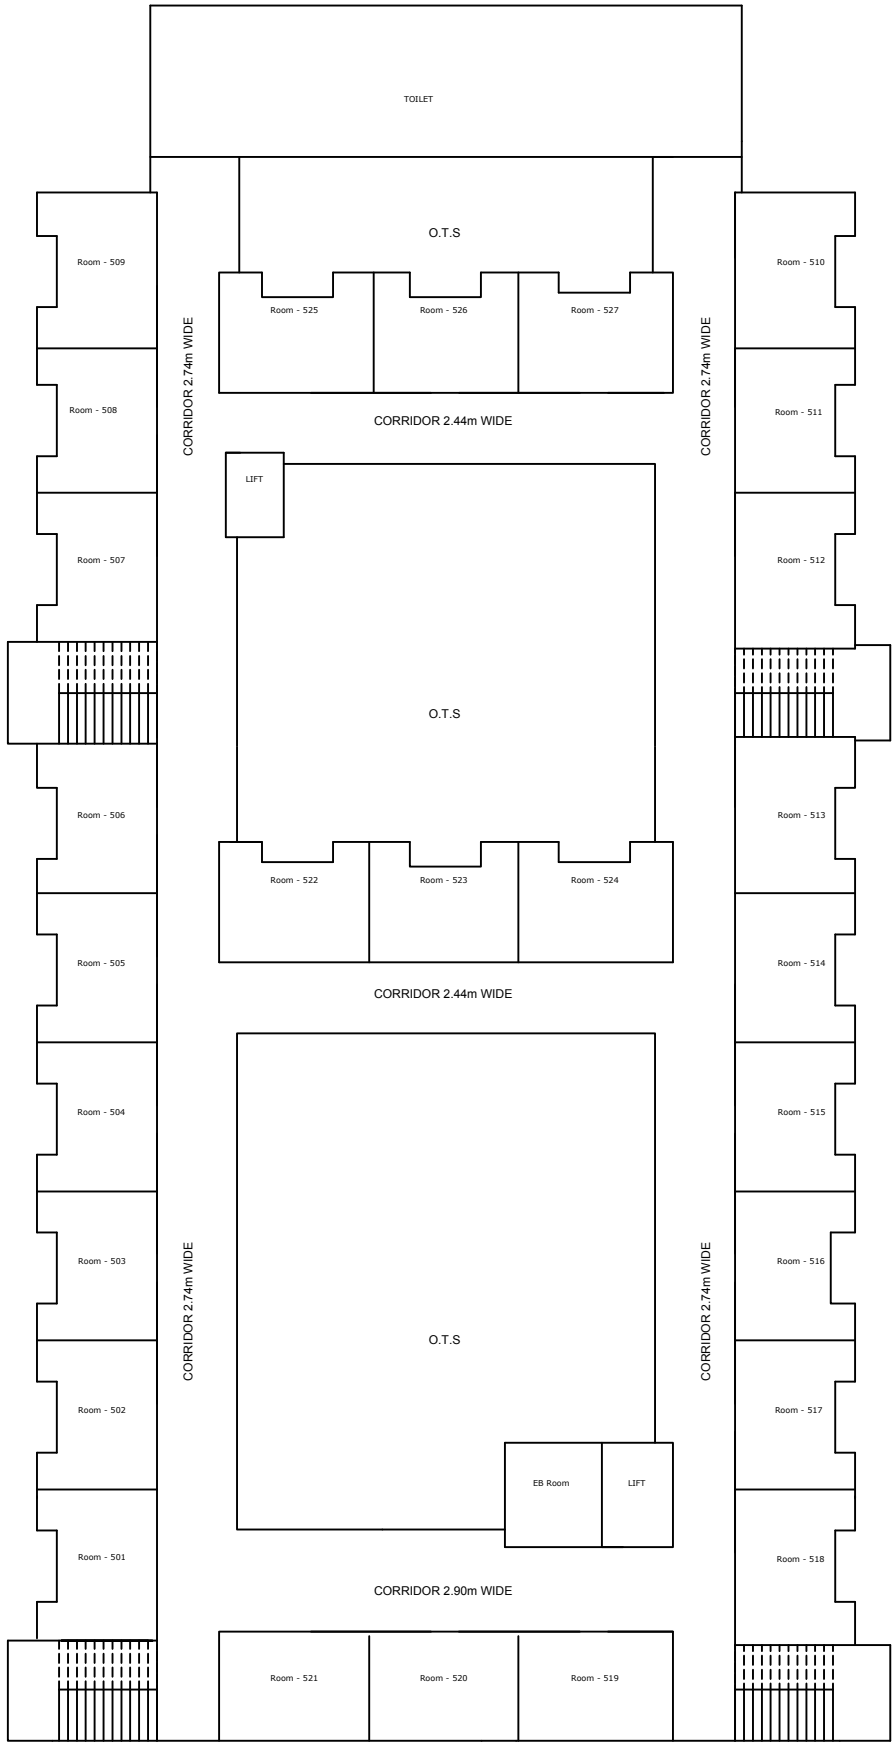 TOILET
O.T.S
Room - 509
Room - 510
Room - 525
Room - 526
Room - 527
CORRIDOR 2.74m WIDE
CORRIDOR 2.74m WIDE
Room - 508
Room - 511
CORRIDOR 2.44m WIDE
LIFT
Room - 507
Room - 512
O.T.S
Room - 506
Room - 513
Room - 522
Room - 523
Room - 524
Room - 505
Room - 514
CORRIDOR 2.44m WIDE
Room - 504
Room - 515
Room - 503
Room - 516
CORRIDOR 2.74m WIDE
CORRIDOR 2.74m WIDE
O.T.S
Room - 502
Room - 517
EB Room
LIFT
Room - 501
Room - 518
CORRIDOR 2.90m WIDE
Room - 521
Room - 520
Room - 519